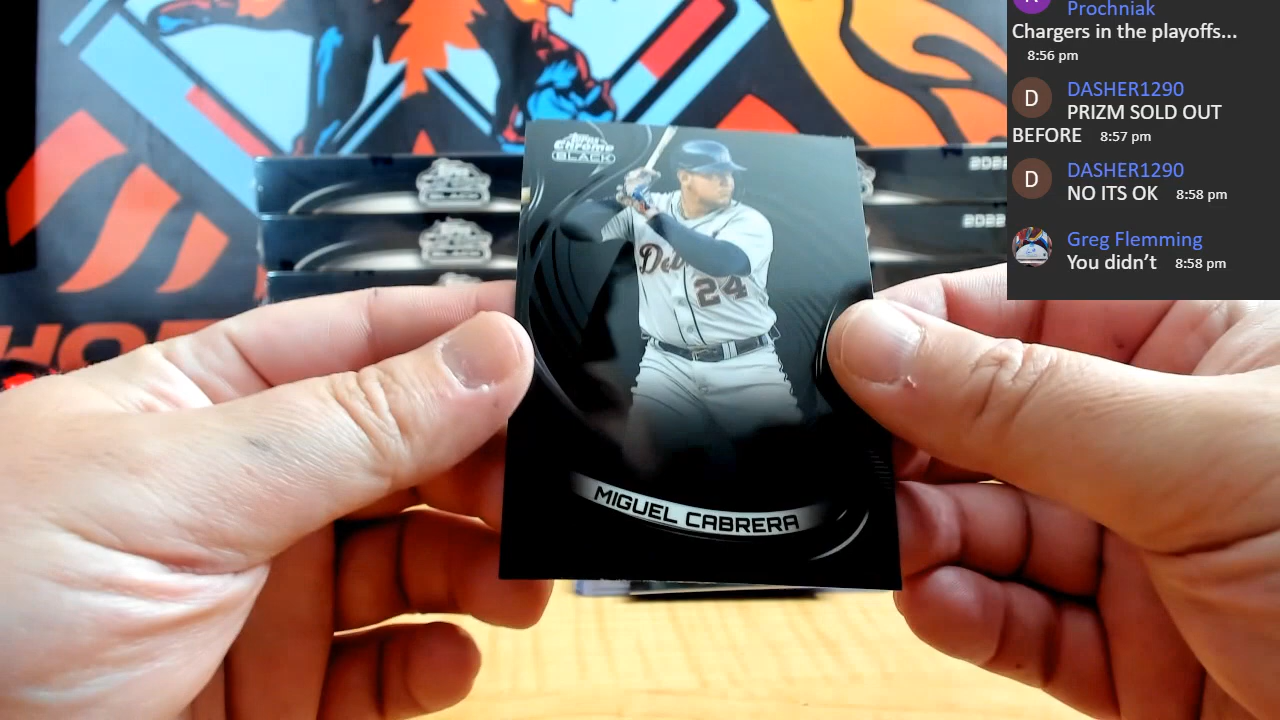 Prochniak
Chargers in the playoffs...
8:56 pm
D
DASHER1290
PRIZM SOLD OUT
BEFORE 8:57 pm
D
DASHER1290
NO ITS OK 8:58 pm
Greg Flemming
You didn't 8:58 pm
Topps
Chrome
BLACK
24
MIGUEL CABRERA
2022
2022